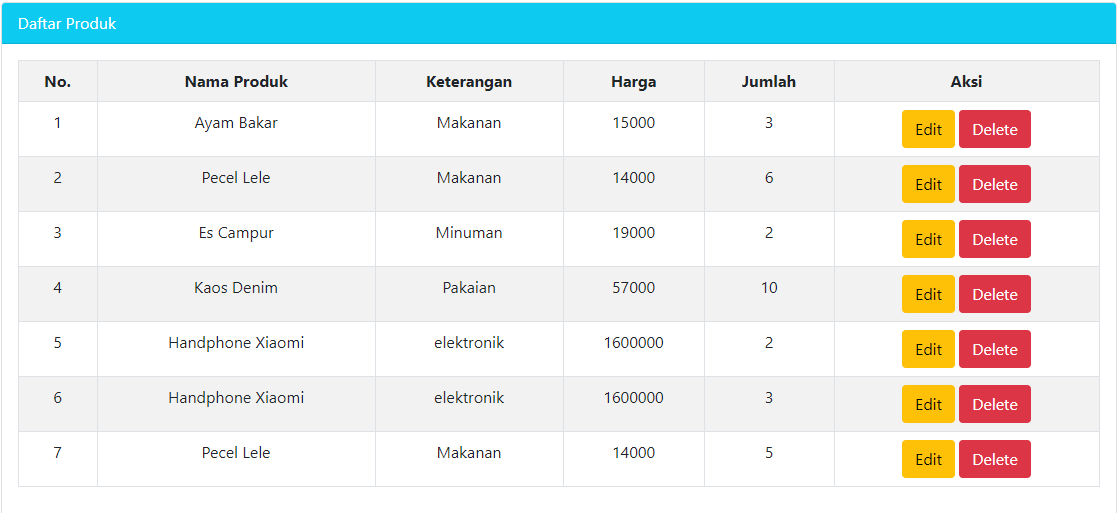 Daftar Produk
No. Nama Produk Keterangan Harga Jumlah Aksi
1 Ayam Bakar Makanan 15000 3 Edit Delete
2 Pecel Lele Makanan 14000 6 Edit Delete
3 Es Campur Minuman 19000 2 Edit Delete
4 Kaos Denim Pakaian 57000 10 Edit Delete
5 Handphone Xiaomi elektronik 1600000 2 Edit Delete
6 Handphone Xiaomi elektronik 1600000 3 Edit Delete
7 Pecel Lele Makanan 14000 5 Edit Delete